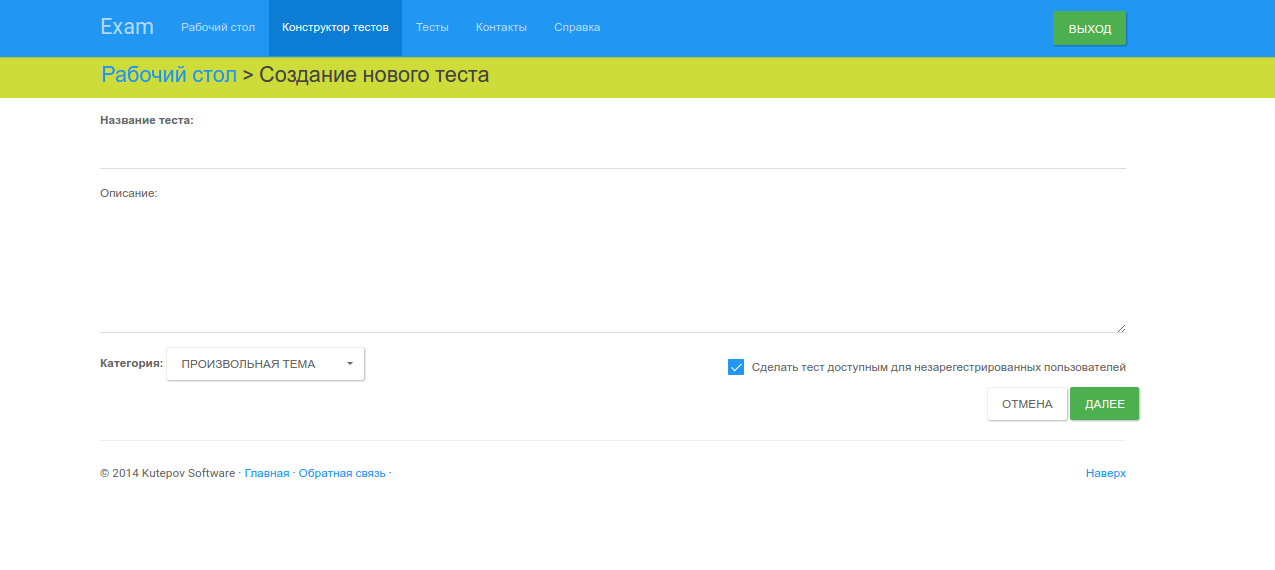 Exam Рабочий стол Конструктор тестов Тесты Контакты Справка ВЫХОД
Рабочий стол > Создание нового теста
Название теста:
Описание:
Категория: ПРОИЗВОЛЬНАЯ ТЕМА Сделать тест доступным для незарегестрированных пользователей
ОТМЕНА ДАЛЕЕ
© 2014 Kutepov Software · Главная · Обратная связь · Наверх